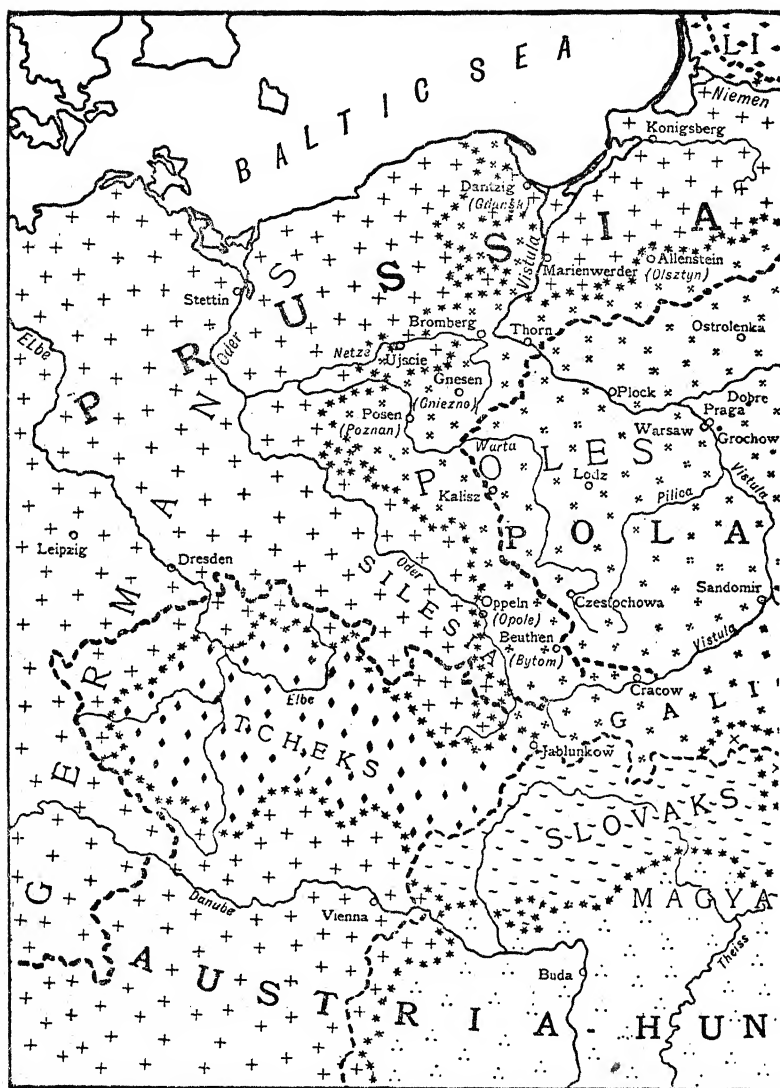 BALTIC SEA
LI
Niemen
Konigsberg
Dantzig
(Gdańsk)
PRUSSIA
Vistula
Marienwerder
Allenstein
(Olsztyn)
Stettin
Oder
Elbe
Bromberg
Thorn
Ostrolenka
Netze
Ujscie
Gnesen
(Gniezno)
Plock
Dobre
Praga
Posen
(Poznan)
Warsaw
Grochow
Warta
POLES
Lodz
Kalisz
Pilica
Vistula
POLA
GERMANS
Leipzig
Dresden
Oder
SILES
Oppeln
(Opole)
Czestochowa
Sandomir
Beuthen
(Bytom)
Vistula
Cracow
Elbe
TCHEKS
GALI
Jablunkow
SLOVAKS
MAGYA
Danube
Vienna
Theiss
Buda
AUSTRIA-HUN